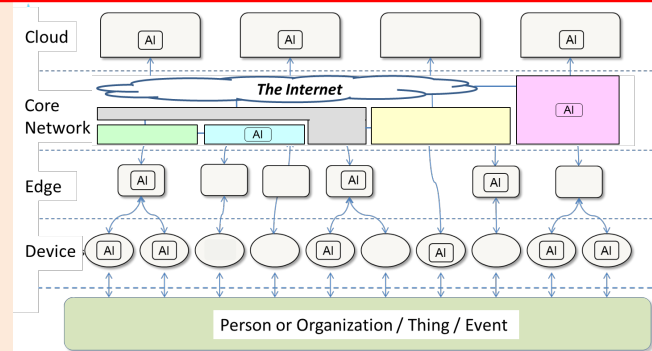 Cloud
AI
AI
AI
The Internet
Core
Network
AI
AI
Edge
AI
AI
AI
Device
AI
AI
AI
AI
AI
AI
Person or Organization / Thing / Event